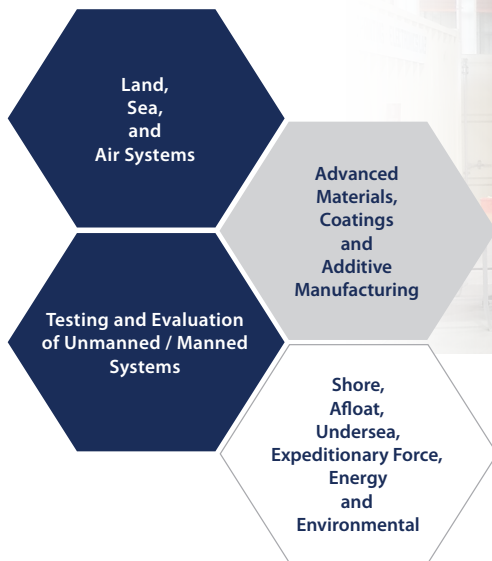 Land,
Sea,
and
Air Systems
Advanced
Materials,
Coatings
and
Additive
Manufacturing
Testing and Evaluation
of Unmanned / Manned
Systems
Shore,
Afloat,
Undersea,
Expeditionary Force,
Energy
and
Environmental